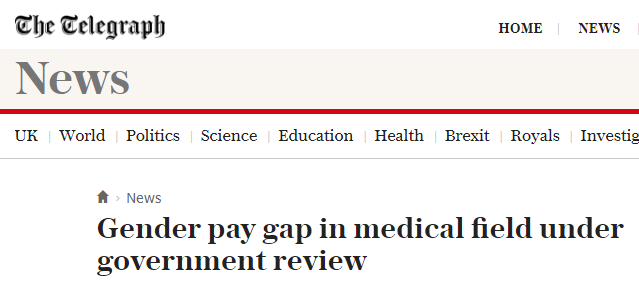 The Telegraph
HOME NEWS
News
UK World Politics Science Education Health Brexit Royals Investig
News
Gender pay gap in medical field under
government review